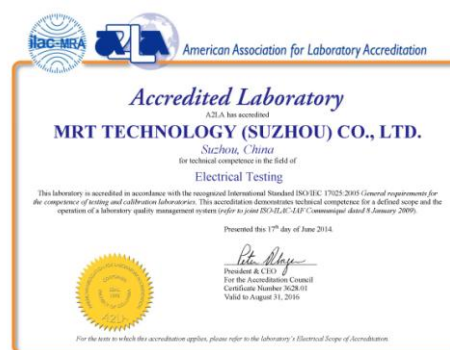 ilac-MRA
A2LA
American Association for Laboratory Accreditation
Accredited Laboratory
A2LA has accredited
MRT TECHNOLOGY (SUZHOU) CO., LTD.
Suzhou, China
for technical competence in the field of
Electrical Testing
This laboratory is accredited in accordance with the recognized International Standard ISO/IEC 17025:2005 General requirements for
the competence of testing and calibration laboratories. This accreditation demonstrates technical competence for a defined scope and the
operation of a laboratory quality management system (refer to joint ISO-ILAC-IAF Communiqué dated 8 January 2009).
Presented this 17th day of June 2014.
President & CEO
For the Accreditation Council
Certificate Number 3628.01
Valid to August 31, 2016
A2LA
For the tests to which this accreditation applies, please refer to the laboratory's Electrical Scope of Accreditation.